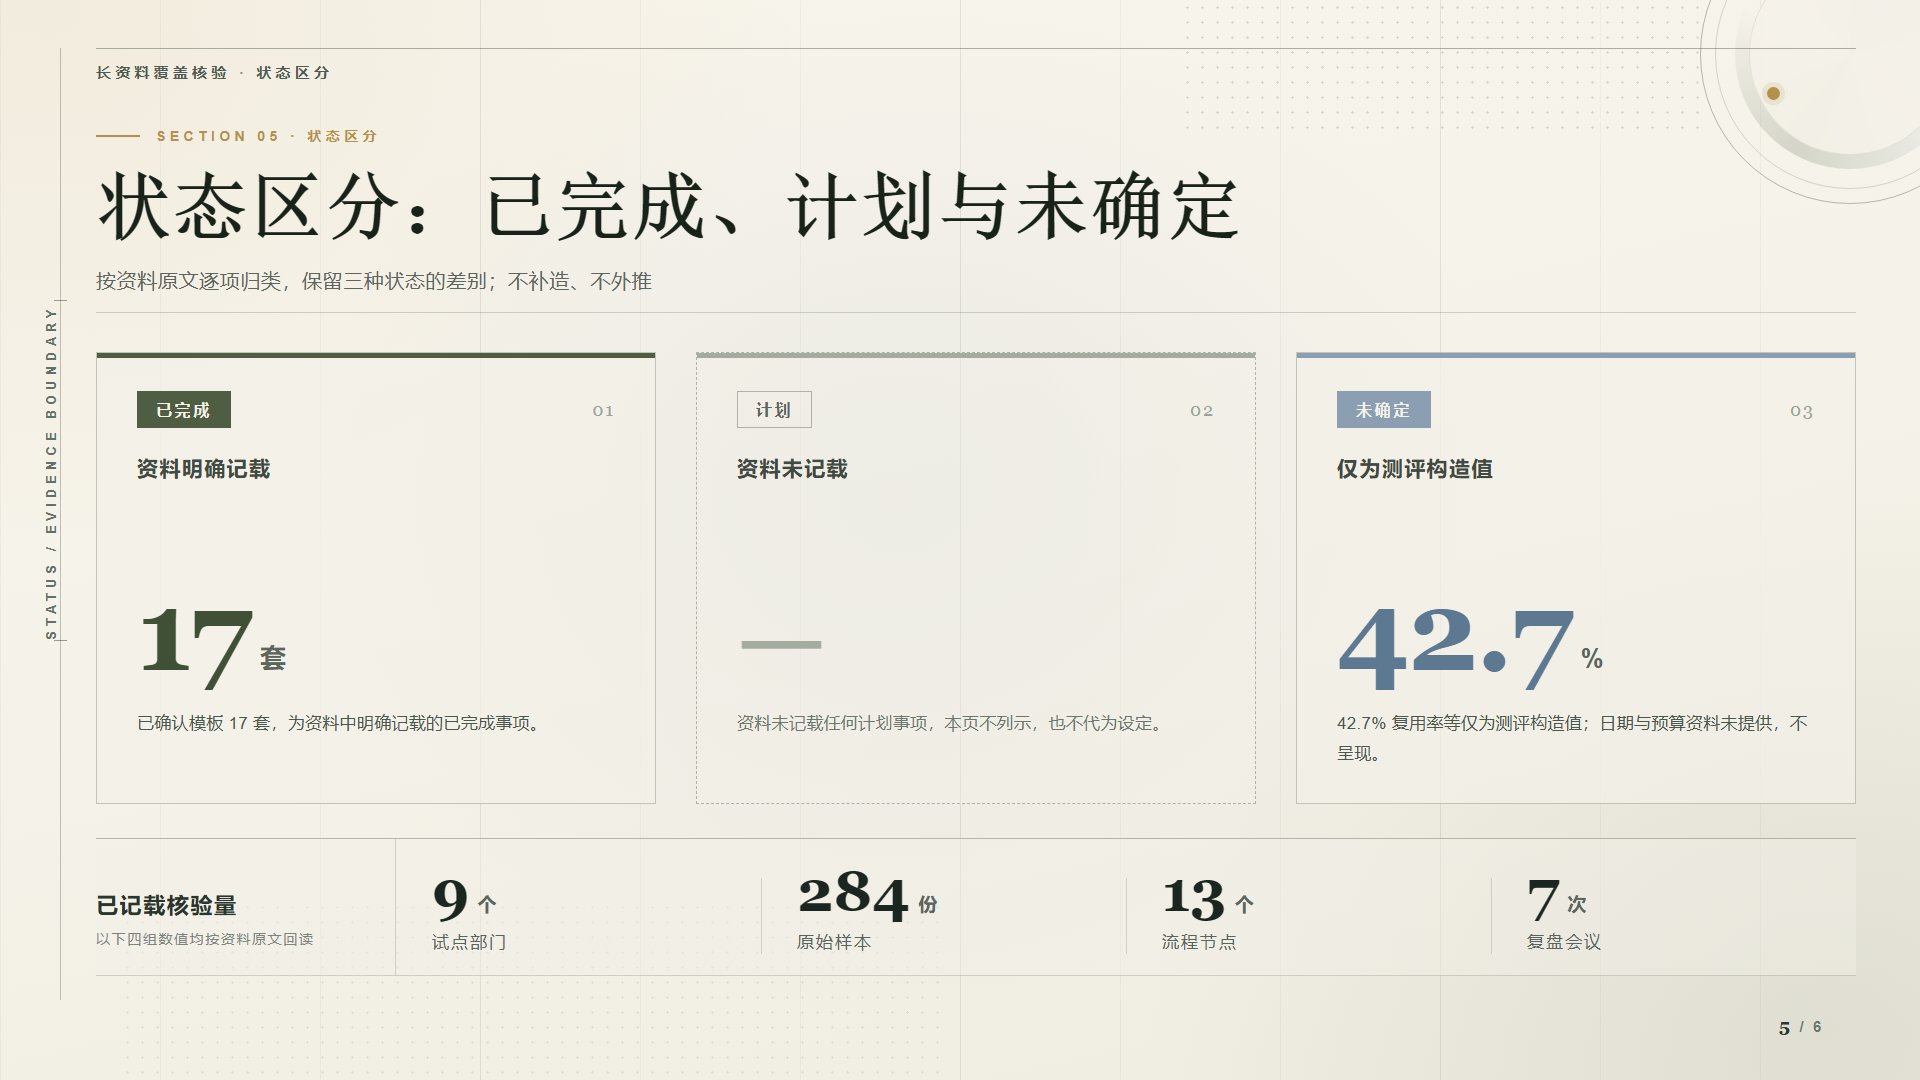 长资料覆盖核验 · 状态区分
SECTION 05 · 状态区分
状态区分：已完成、计划与未确定
按资料原文逐项归类，保留三种状态的差别；不补造、不外推
STATUS / EVIDENCE BOUNDARY
已完成
01
资料明确记载
17 套
已确认模板 17 套，为资料中明确记载的已完成事项。
计划
02
资料未记载
—
资料未记载任何计划事项，本页不列示，也不代为设定。
未确定
03
仅为测评构造值
42.7 %
42.7% 复用率等仅为测评构造值；日期与预算资料未提供，不
呈现。
已记载核验量
以下四组数值均按资料原文回读
9 个
试点部门
284 份
原始样本
13 个
流程节点
7 次
复盘会议
5 / 6